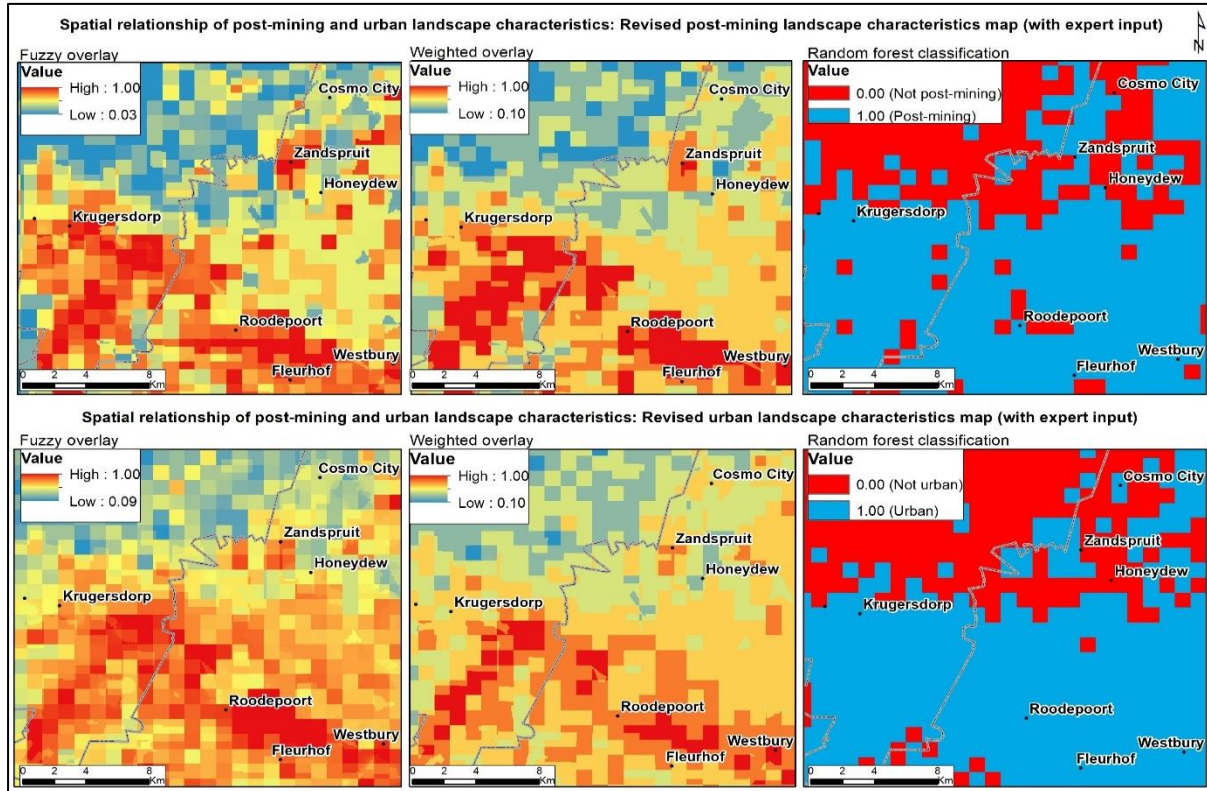 Spatial relationship of post-mining and urban landscape characteristics: Revised post-mining landscape characteristics map (with expert input)
N
Fuzzy overlay
Value
High : 1.00
Low : 0.03
Cosmo City
Zandspruit
Honeydew
Krugersdorp
Roodepoort
Westbury
Fleurhof
0 2 4 8
Km
Weighted overlay
Value
High : 1.00
Low : 0.10
Cosmo City
Zandspruit
Honeydew
Krugersdorp
Roodepoort
Westbury
Fleurhof
0 2 4 8
Km
Random forest classification
Value
0.00 (Not post-mining)
1.00 (Post-mining)
Cosmo City
Zandspruit
Honeydew
Krugersdorp
Roodepoort
Westbury
Fleurhof
0 2 4 8
Km
Spatial relationship of post-mining and urban landscape characteristics: Revised urban landscape characteristics map (with expert input)
Fuzzy overlay
Value
High : 1.00
Low : 0.09
Cosmo City
Zandspruit
Honeydew
Krugersdorp
Roodepoort
Westbury
Fleurhof
0 2 4 8
Km
Weighted overlay
Value
High : 1.00
Low : 0.10
Cosmo City
Zandspruit
Honeydew
Krugersdorp
Roodepoort
Westbury
Fleurhof
0 2 4 8
Km
Random forest classification
Value
0.00 (Not urban)
1.00 (Urban)
Cosmo City
Zandspruit
Honeydew
Krugersdorp
Roodepoort
Westbury
Fleurhof
0 2 4 8
Km